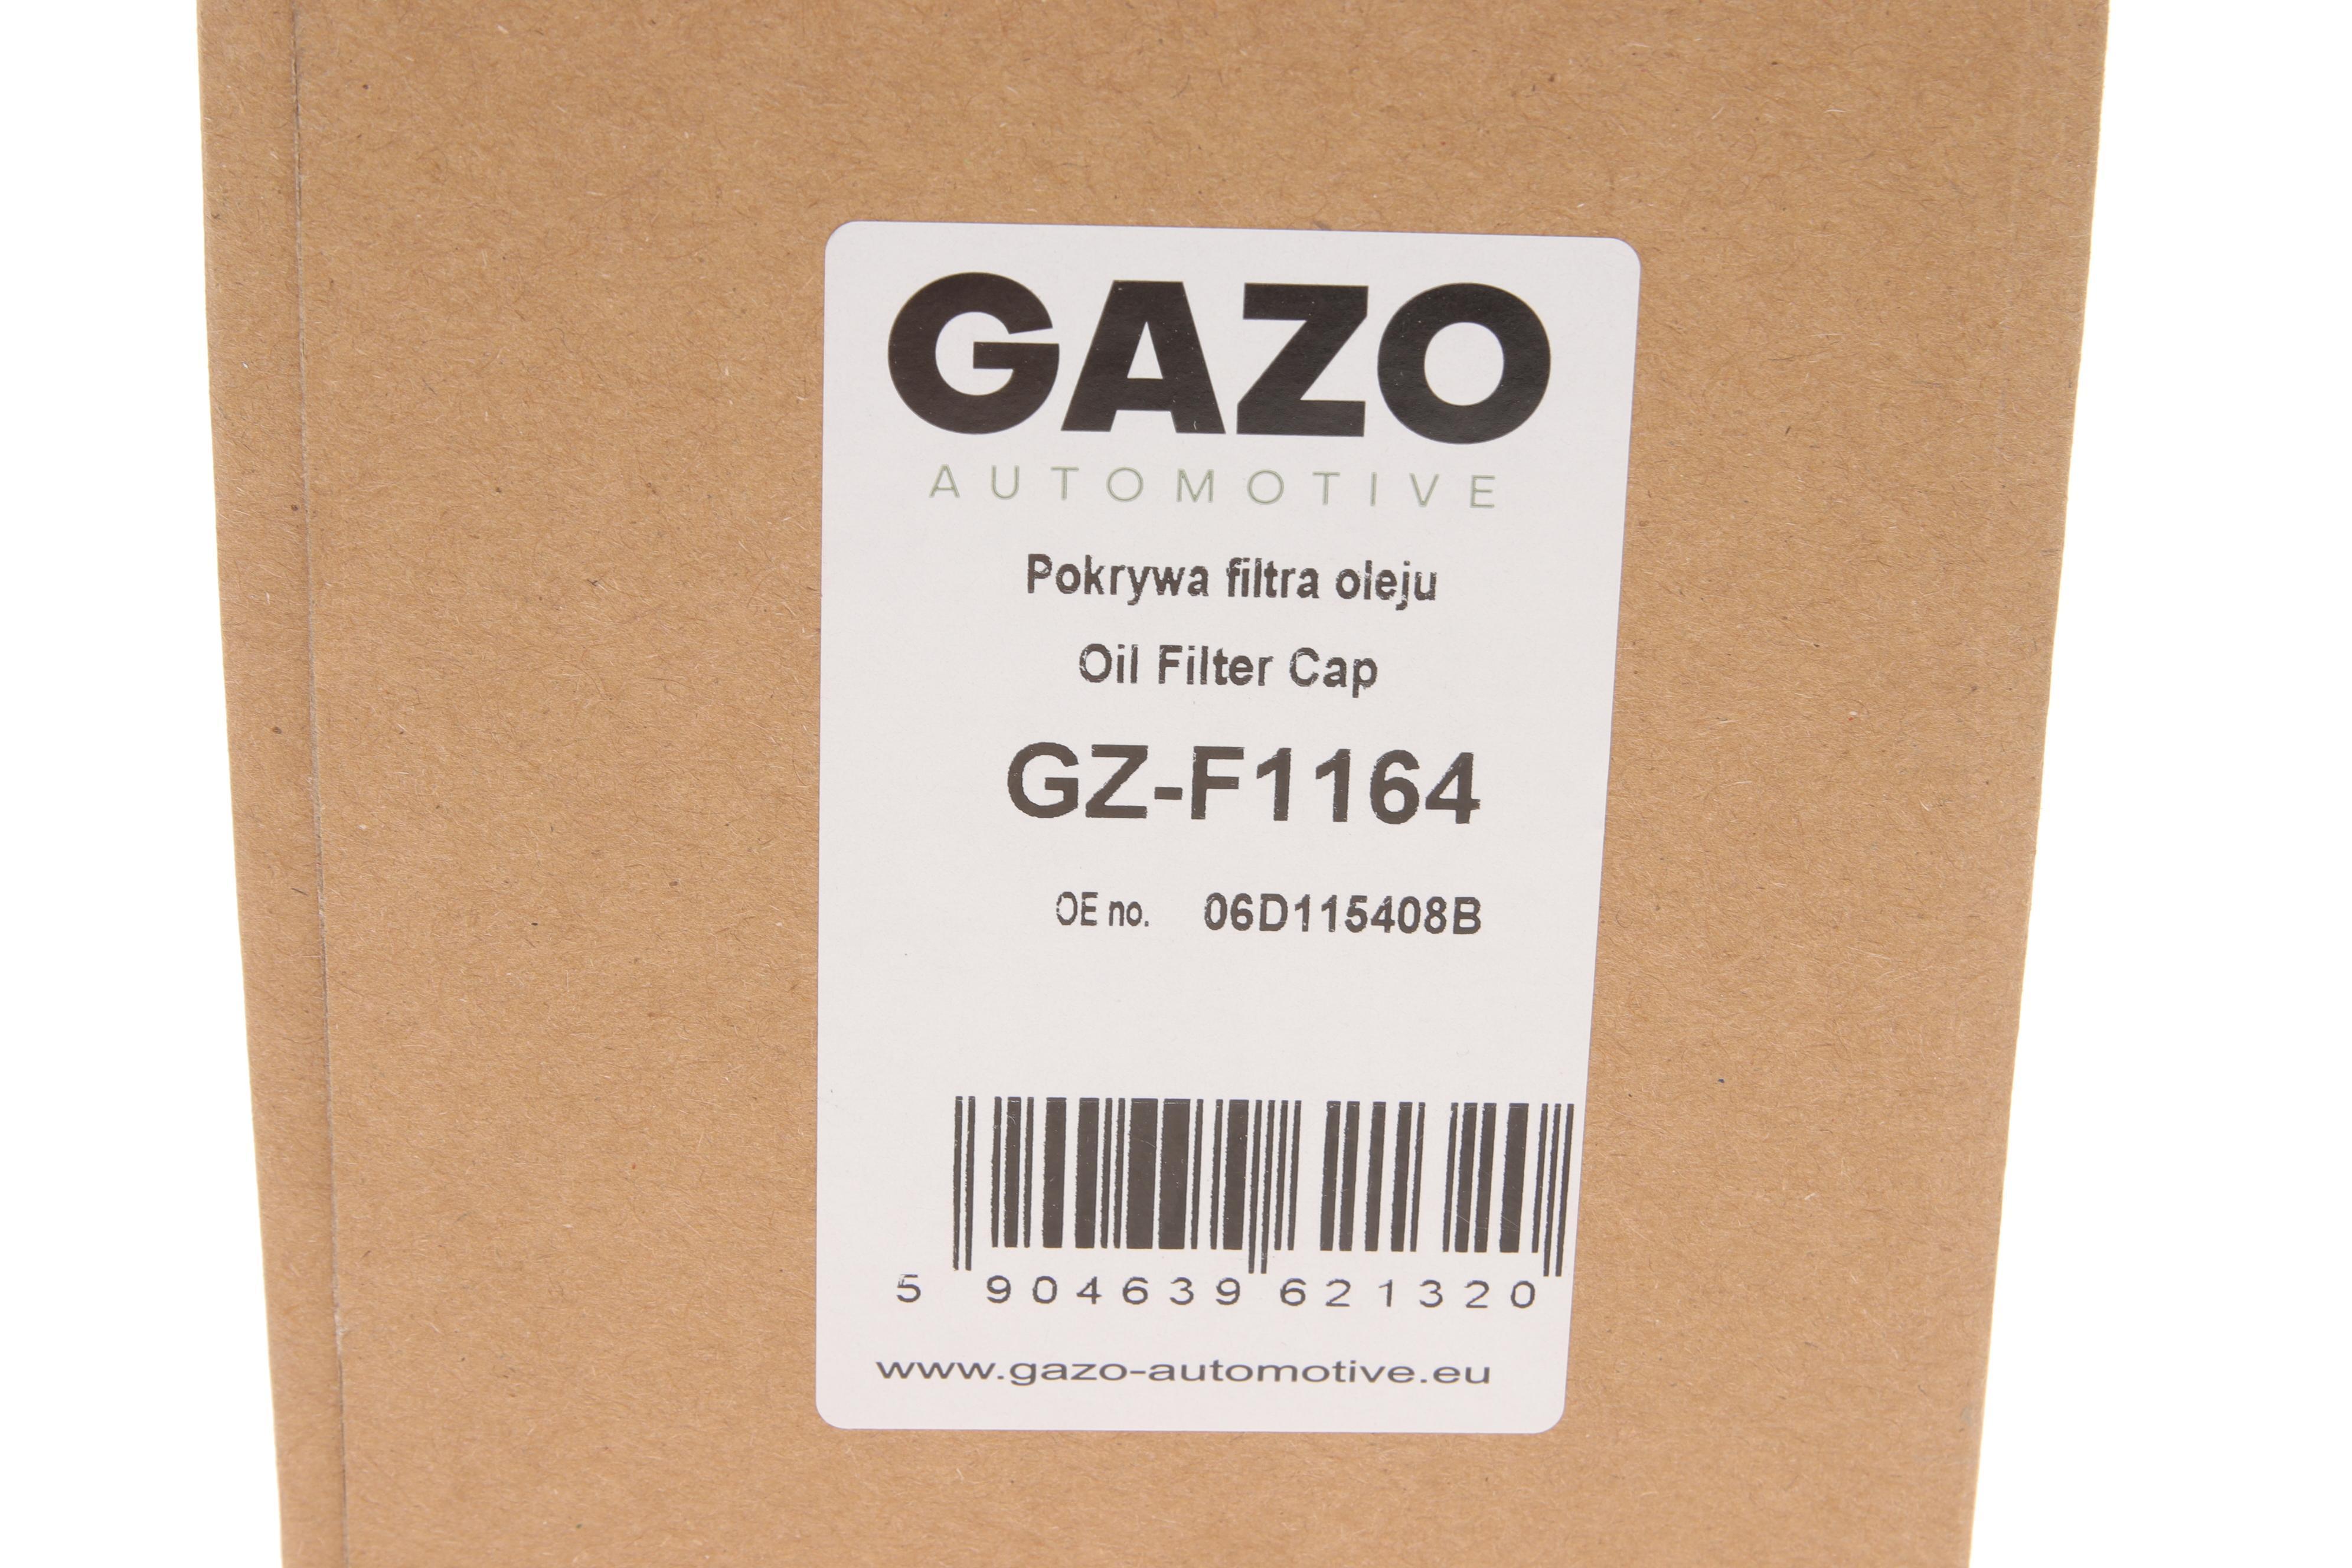 GAZO
AUTOMOTIVE
Pokrywa filtra oleju
Oil Filter Cap
GZ-F1164
OE no. 06D115408B
5 904639 621320
www.gazo-automotive.eu